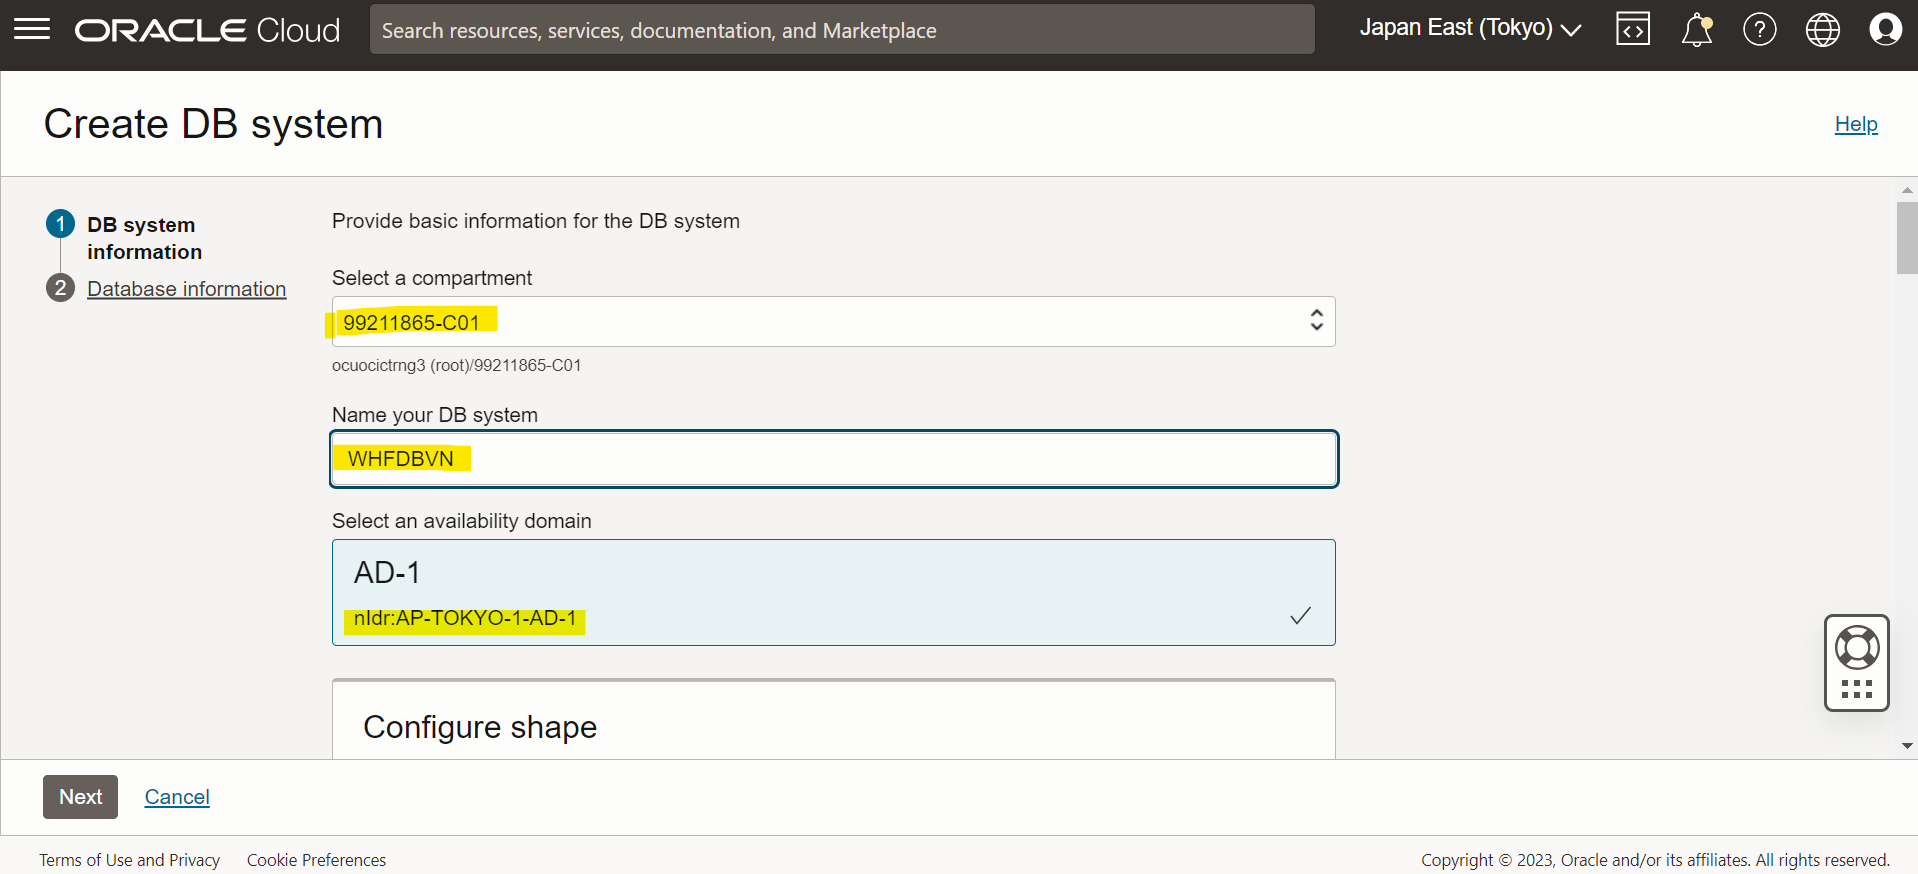 ORACLE Cloud
Search resources, services, documentation, and Marketplace
Japan East (Tokyo)
Create DB system
Help
1 DB system
information
2 Database information
Provide basic information for the DB system
Select a compartment
99211865-C01
ocuocictrng3 (root)/99211865-C01
Name your DB system
WHFDBVN
Select an availability domain
AD-1
nIdr:AP-TOKYO-1-AD-1
Configure shape
Next
Cancel
Terms of Use and Privacy
Cookie Preferences
Copyright © 2023, Oracle and/or its affiliates. All rights reserved.